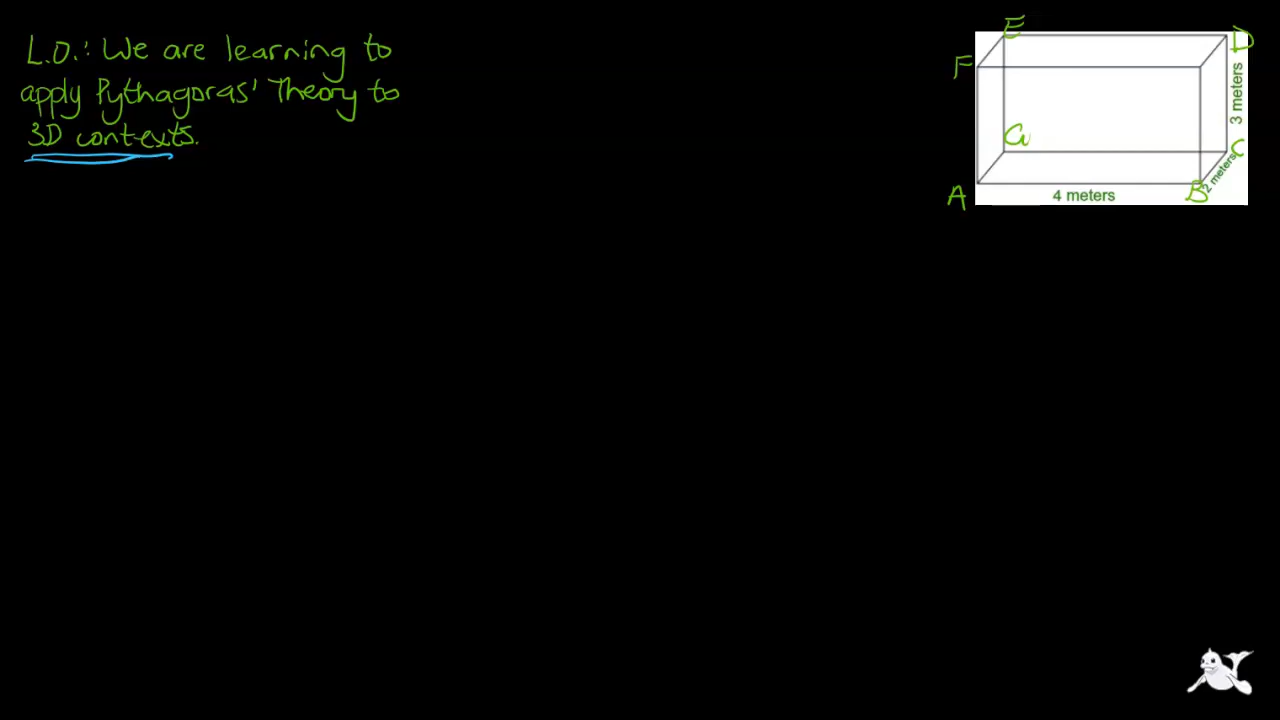 L.O.: We are learning to
apply Pythagoras' Theory to
3D contexts.
E
D
F
3 meters
G
C
2 meters
A
4 meters
B